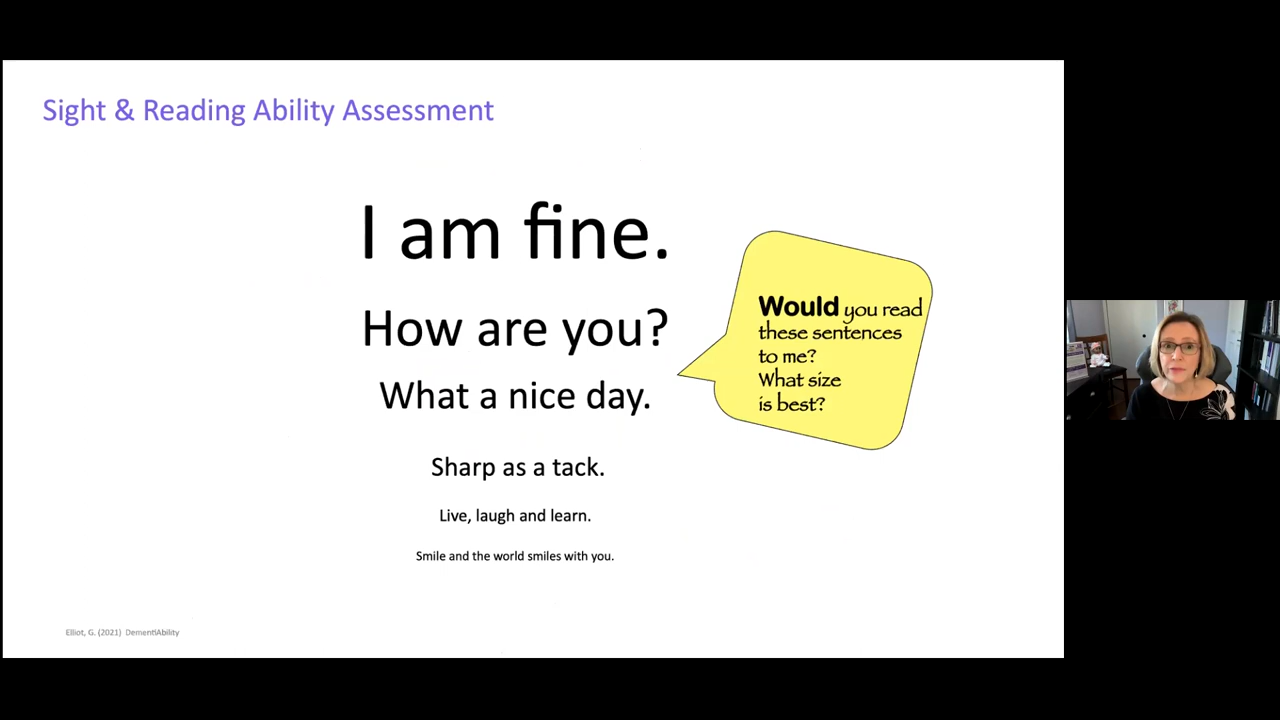 Sight & Reading Ability Assessment
I am fine.
How are you?
What a nice day.
Sharp as a tack.
Live, laugh and learn.
Smile and the world smiles with you.
Would you read
these sentences
to me?
What size
is best?
Elliot, G. (2021) DementiAbility